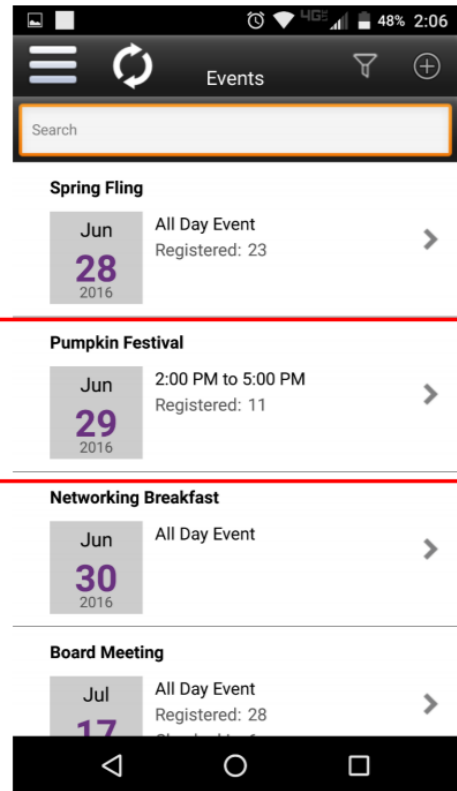 4G 48% 2:06
Events
Search
Spring Fling
Jun
28
2016
All Day Event
Registered: 23
Pumpkin Festival
Jun
29
2016
2:00 PM to 5:00 PM
Registered: 11
Networking Breakfast
Jun
30
2016
All Day Event
Board Meeting
Jul
17
All Day Event
Registered: 28